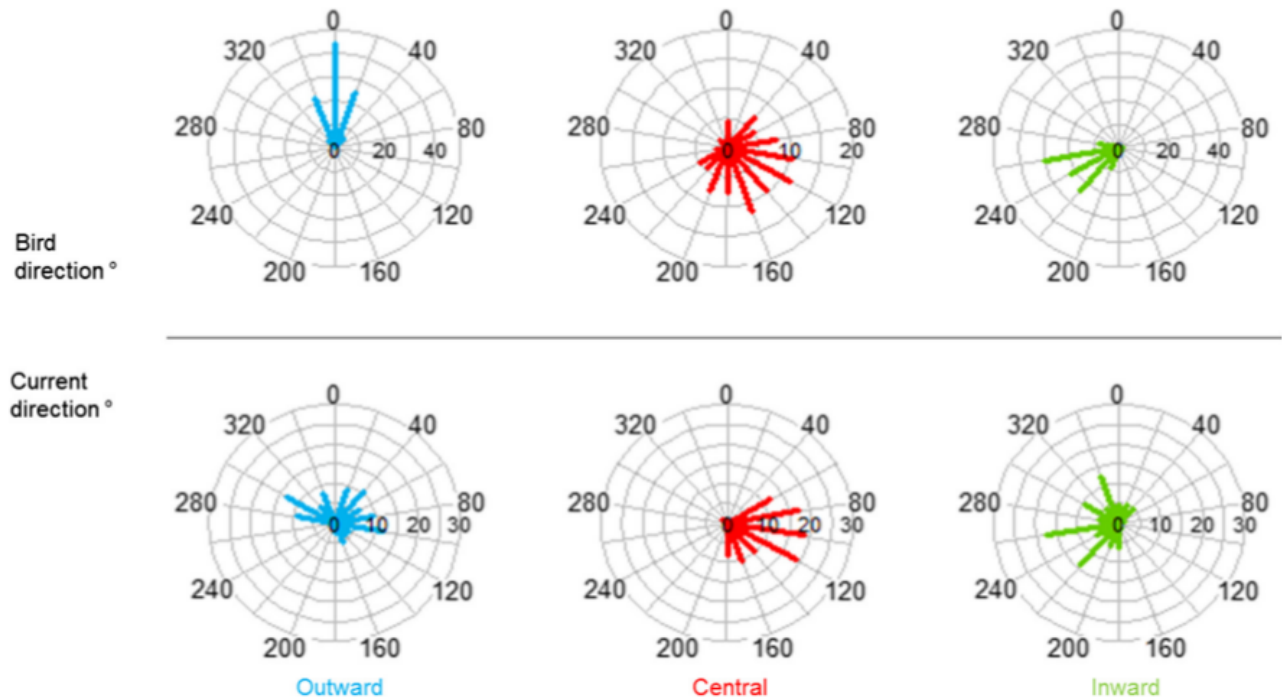 0 0 0
320 40 320 40 320 40
280 80 280 80 280 80
0 20 40 0 10 20 0 20 40
240 120 240 120 240 120
Bird
direction °
200 160 200 160 200 160
Current
direction °
0 0 0
320 40 320 40 320 40
280 80 280 80 280 80
0 10 20 30 0 10 20 30 0 10 20 30
240 120 240 120 240 120
200 160 200 160 200 160
Outward Central Inward